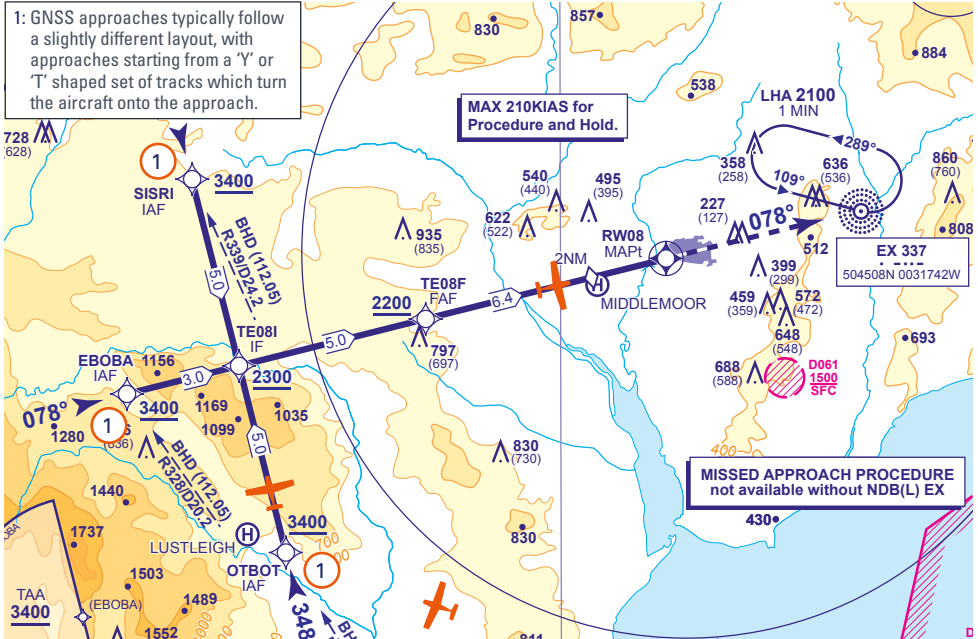 1: GNSS approaches typically follow
a slightly different layout, with
approaches starting from a ‘Y’ or
‘T’ shaped set of tracks which turn
the aircraft onto the approach.
830
857
884
538
MAX 210KIAS for
Procedure and Hold.
LHA 2100
1 MIN
289°
109°
728
(628)
1
SISRI
IAF
3400
BHD (112.05)
R339/D24.2
5.0
540
(440)
495
(395)
622
(522)
935
(835)
358
(258)
636
(536)
860
(760)
808
227
(127)
078°
512
RW08
MAPt
2NM
H
MIDDLEMOOR
EX 337
504508N 0031742W
399
(299)
459
(359)
572
(472)
648
(548)
693
688
(588)
D061
1500
SFC
TE08F
FAF
2200
6.4
5.0
797
(697)
TE08I
IF
2300
EBOBA
IAF
1156
3.0
3400
078°
1
1280
(636)
1169
1099
1035
5.0
BHD (112.05)
R328/D20.2
1440
1737
1503
1489
1552
LUSTLEIGH
H
3400
OTBOT
IAF
1
700
348
830
(730)
830
811
400
MISSED APPROACH PROCEDURE
not available without NDB(L) EX
430
TAA
3400
(EBOBA)
1000